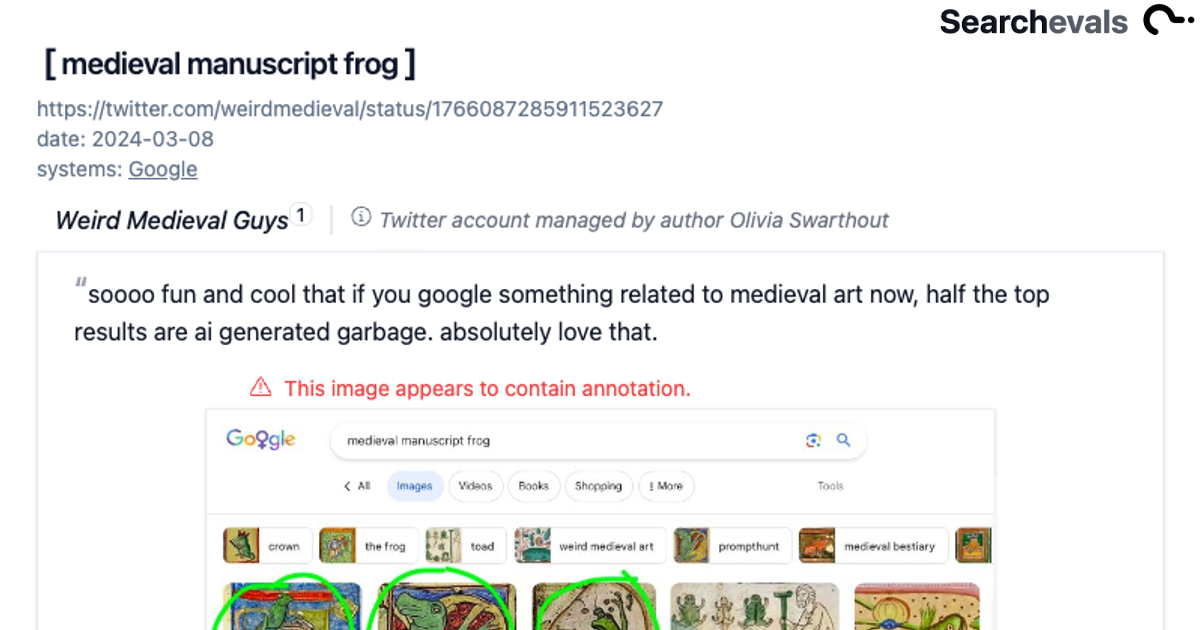 Searchevals
[ medieval manuscript frog ]
https://twitter.com/weirdmedieval/status/1766087285911523627
date: 2024-03-08
systems: Google
Weird Medieval Guys 1 Twitter account managed by author Olivia Swarthout
"soooo fun and cool that if you google something related to medieval art now, half the top
results are ai generated garbage. absolutely love that.
This image appears to contain annotation.
Google medieval manuscript frog
All Images Videos Books Shopping More Tools
crown the frog toad weird medieval art prompthunt medieval bestiary